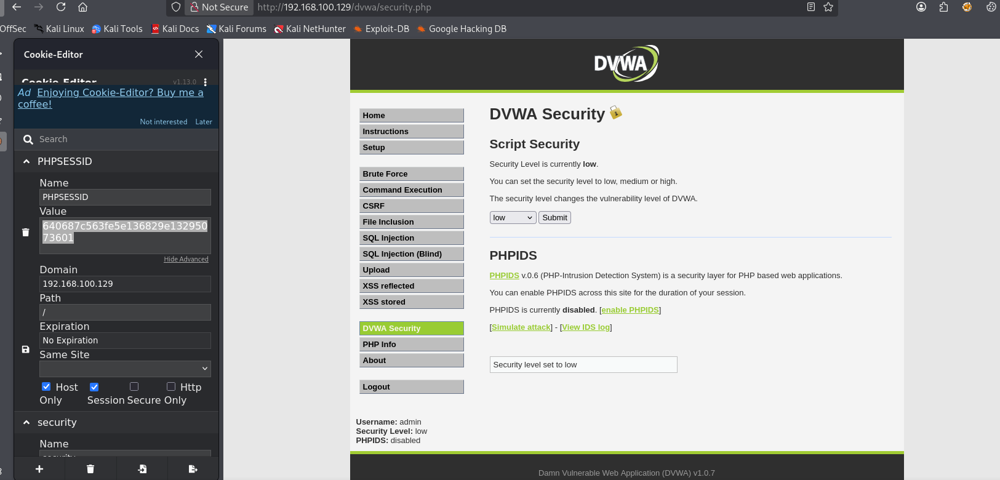 Not Secure http://192.168.100.129/dvwa/security.php
OffSec Kali Linux Kali Tools Kali Docs Kali Forums Kali NetHunter Exploit-DB Google Hacking DB
Cookie-Editor
Cookie-Editor v1.13.0
Ad Enjoying Cookie-Editor? Buy me a
coffee!
Not interested Later
Search
PHPSESSID
Name
PHPSESSID
Value
640687c563fe5e136829e132950
73601
Hide Advanced
Domain
192.168.100.129
Path
/
Expiration
No Expiration
Same Site
Host Only Session Secure Http Only
security
Name
security
DVWA
Home
Instructions
Setup
Brute Force
Command Execution
CSRF
File Inclusion
SQL Injection
SQL Injection (Blind)
Upload
XSS reflected
XSS stored
DVWA Security
PHP Info
About
Logout
DVWA Security
Script Security
Security Level is currently low.
You can set the security level to low, medium or high.
The security level changes the vulnerability level of DVWA.
low Submit
PHPIDS
PHPIDS v.0.6 (PHP-Intrusion Detection System) is a security layer for PHP based web applications.
You can enable PHPIDS across this site for the duration of your session.
PHPIDS is currently disabled. [enable PHPIDS]
[Simulate attack] - [View IDS log]
Security level set to low
Username: admin
Security Level: low
PHPIDS: disabled
Damn Vulnerable Web Application (DVWA) v1.0.7